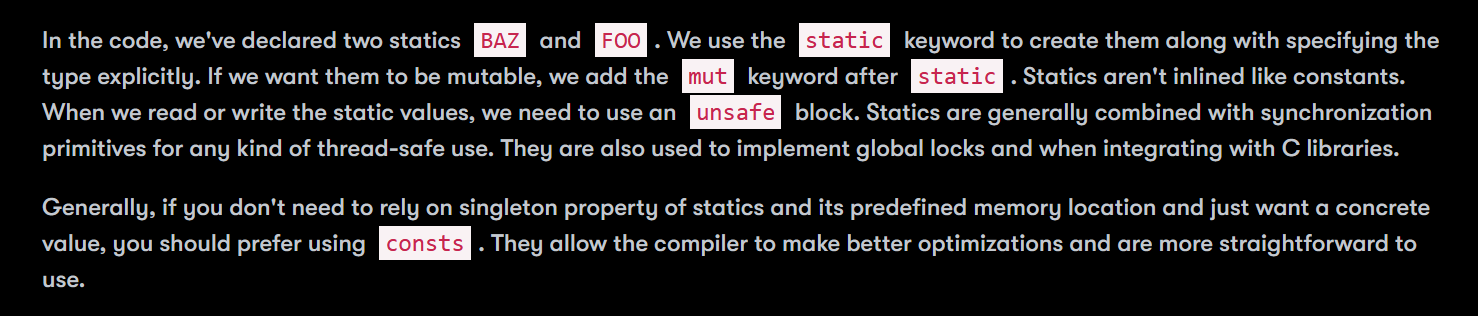 In the code, we've declared two statics BAZ and FOO . We use the static keyword to create them along with specifying the
type explicitly. If we want them to be mutable, we add the mut keyword after static . Statics aren't inlined like constants.
When we read or write the static values, we need to use an unsafe block. Statics are generally combined with synchronization
primitives for any kind of thread-safe use. They are also used to implement global locks and when integrating with C libraries.
Generally, if you don't need to rely on singleton property of statics and its predefined memory location and just want a concrete
value, you should prefer using consts . They allow the compiler to make better optimizations and are more straightforward to
use.